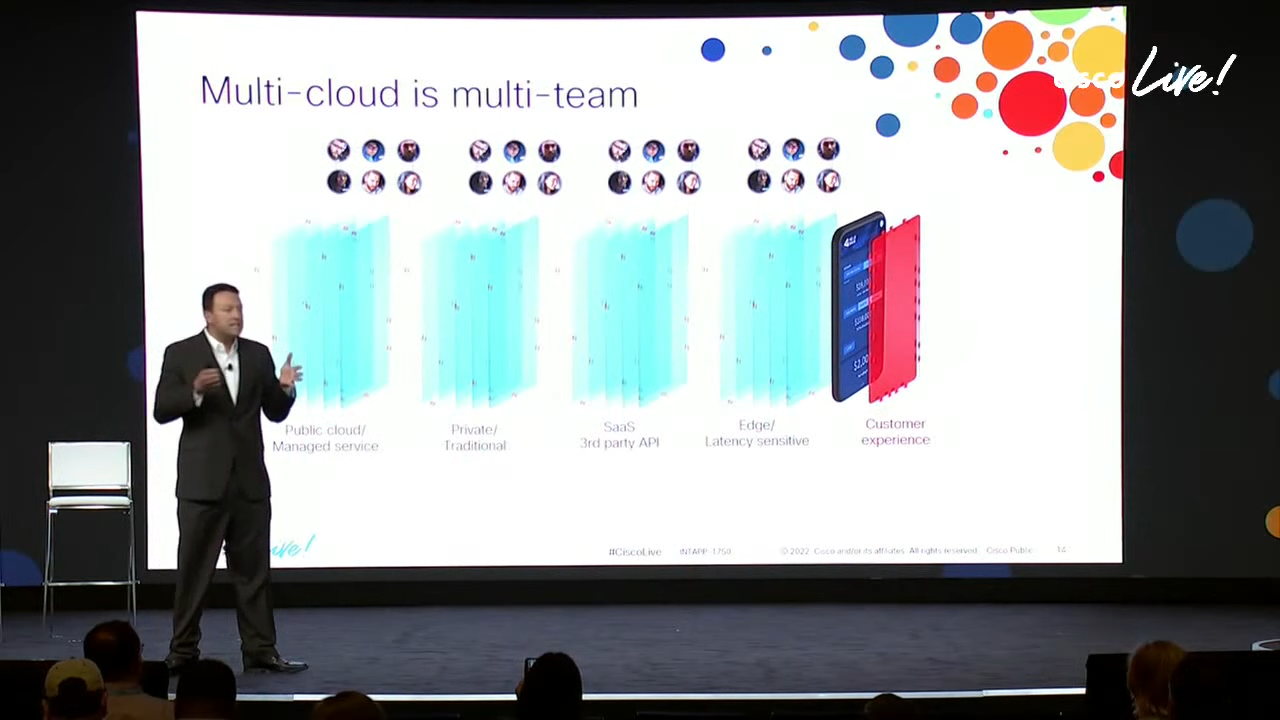 cisco Live!
Multi-cloud is multi-team
Public cloud/
Managed service
Private/
Traditional
SaaS
3rd party API
Edge/
Latency sensitive
Customer
experience
Live!
#CiscoLive
INTAPP-1750
© 2022 Cisco and/or its affiliates. All rights reserved. Cisco Public
14